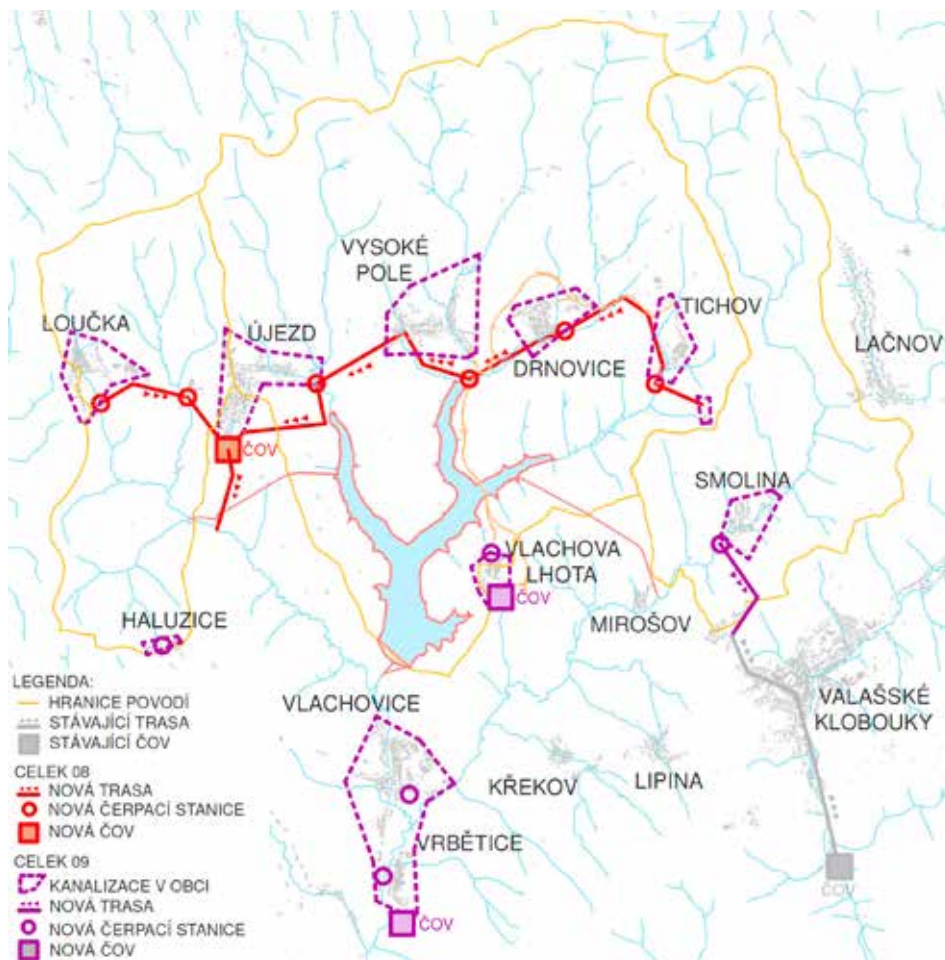 VYSOKÉ
POLE
LOUČKA
ÚJEZD
TICHOV
DRNOVICE
LAČNOV
ČOV
SMOLINA
VLACHOVA
LHOTA
ČOV
MIROŠOV
HALUZICE
VLACHOVICE
VALAŠSKÉ
KLOBOUKY
KŘEKOV
LIPINA
VRBĚTICE
ČOV
ČOV
LEGENDA:
HRANICE POVODÍ
STÁVAJÍCÍ TRASA
STÁVAJÍCÍ ČOV
CELEK 08
NOVÁ TRASA
NOVÁ ČERPACÍ STANICE
NOVÁ ČOV
CELEK 09
KANALIZACE V OBCI
NOVÁ TRASA
NOVÁ ČERPACÍ STANICE
NOVÁ ČOV